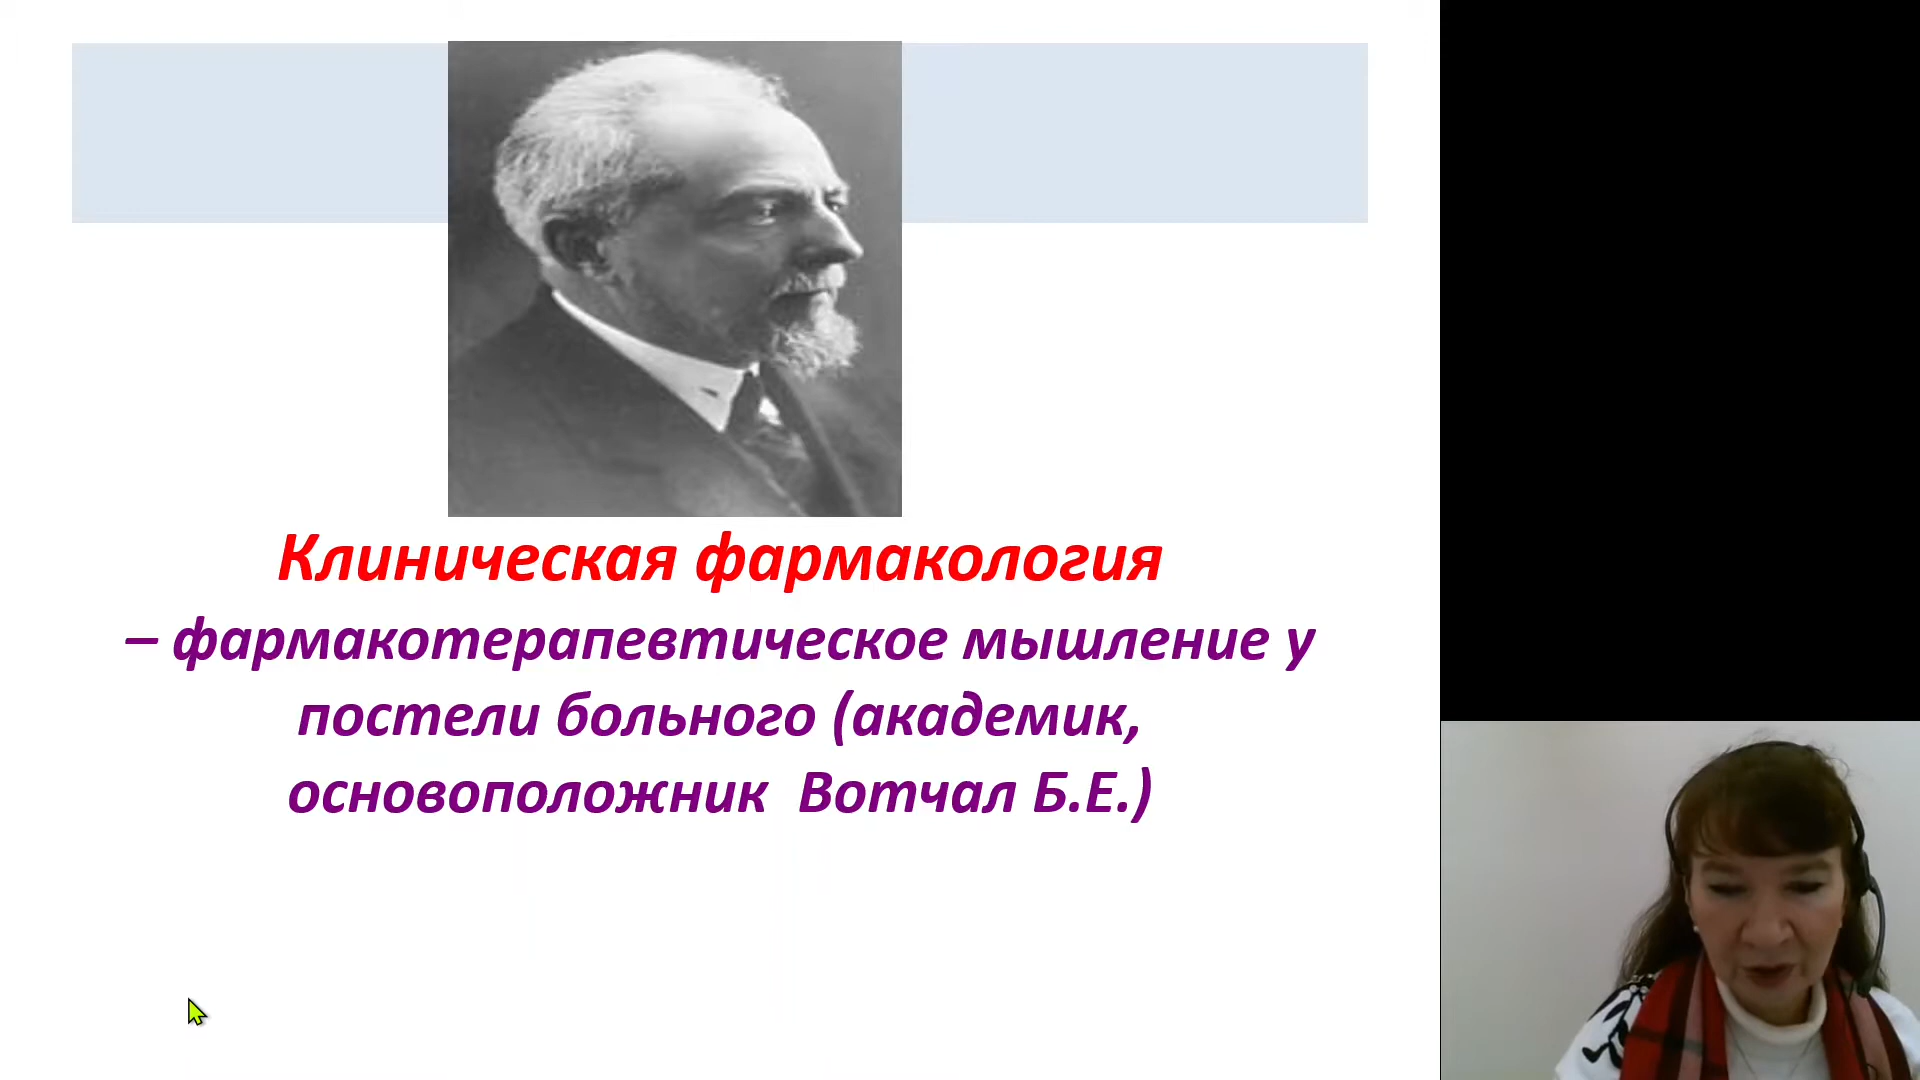 Клиническая фармакология
– фармакотерапевтическое мышление у
постели больного (академик,
основоположник  Вотчал Б.Е.)